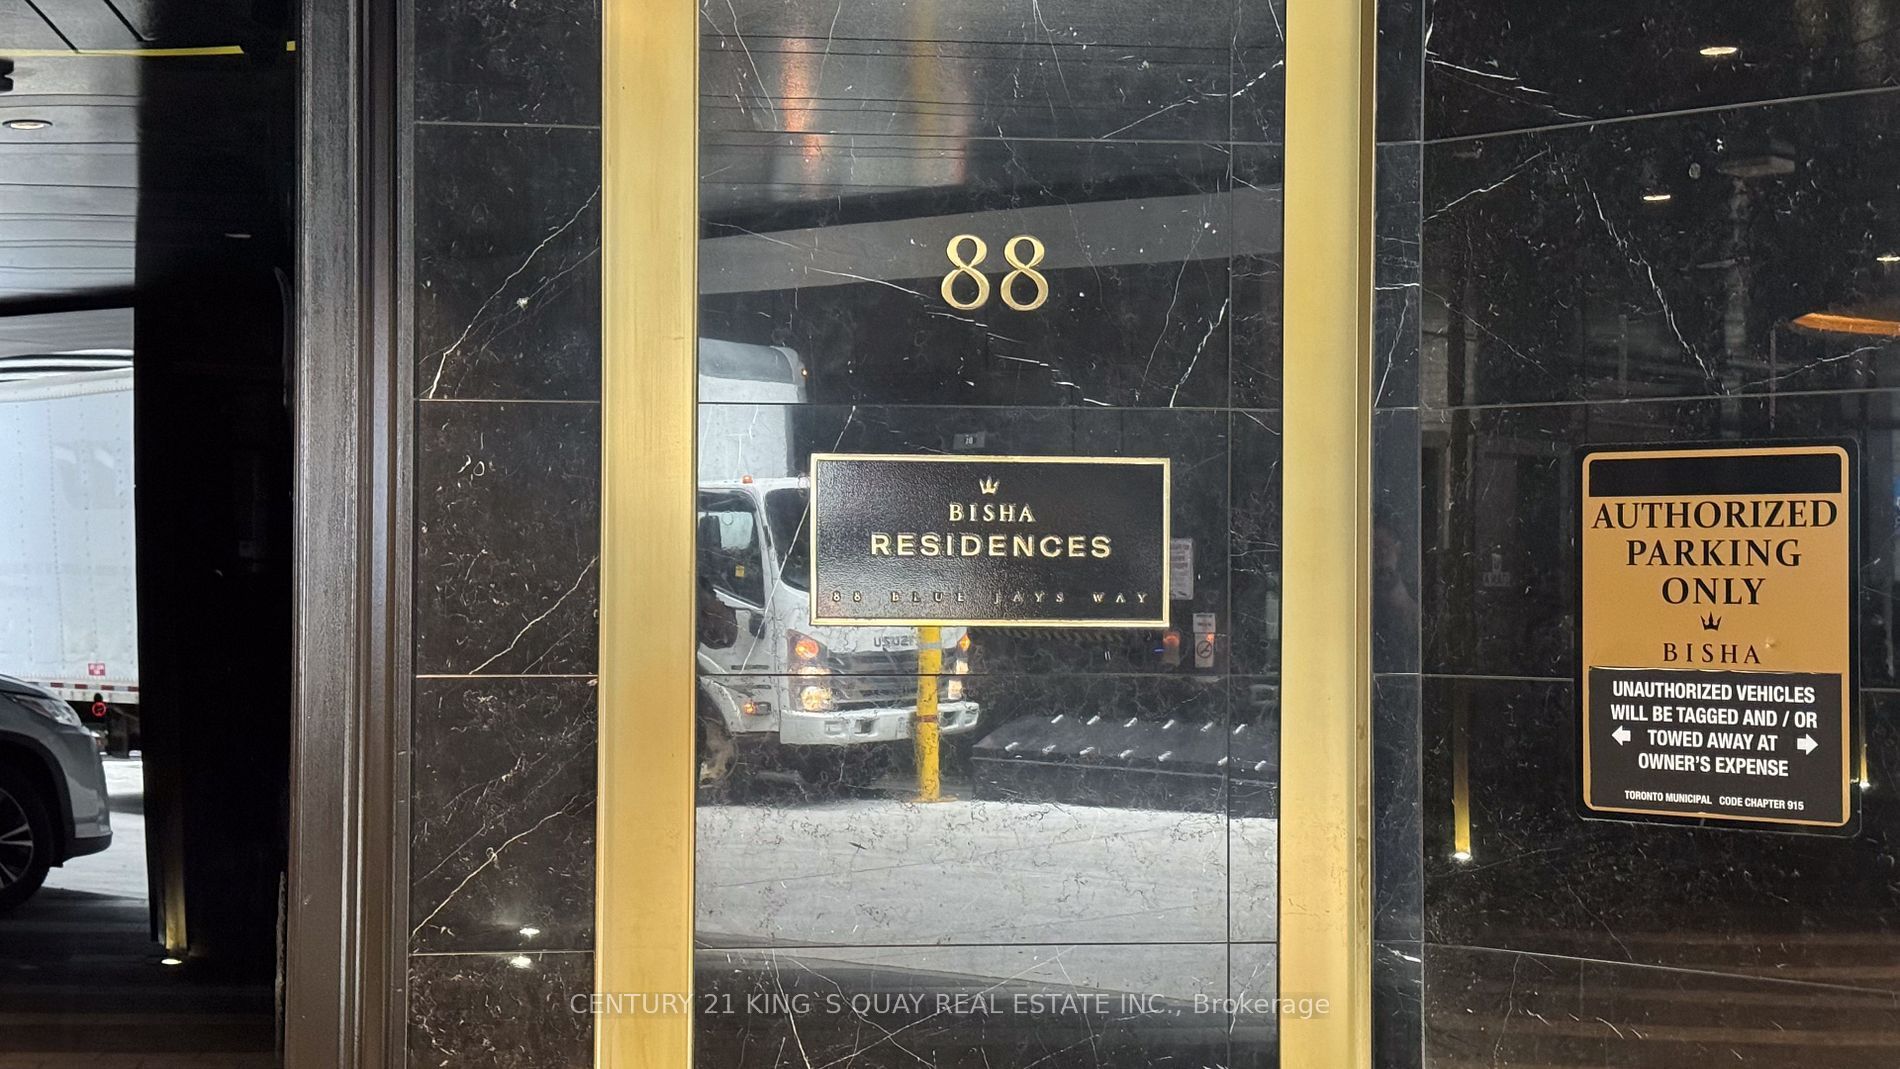 88
BISHA
RESIDENCES
88 BLUE JAYS WAY
ISUZU
AUTHORIZED
PARKING
ONLY
BISHA
UNAUTHORIZED VEHICLES
WILL BE TAGGED AND / OR
TOWED AWAY AT
OWNER'S EXPENSE
TORONTO MUNICIPAL CODE CHAPTER 915
CENTURY 21 KING S QUAY REAL ESTATE INC., Brokerage